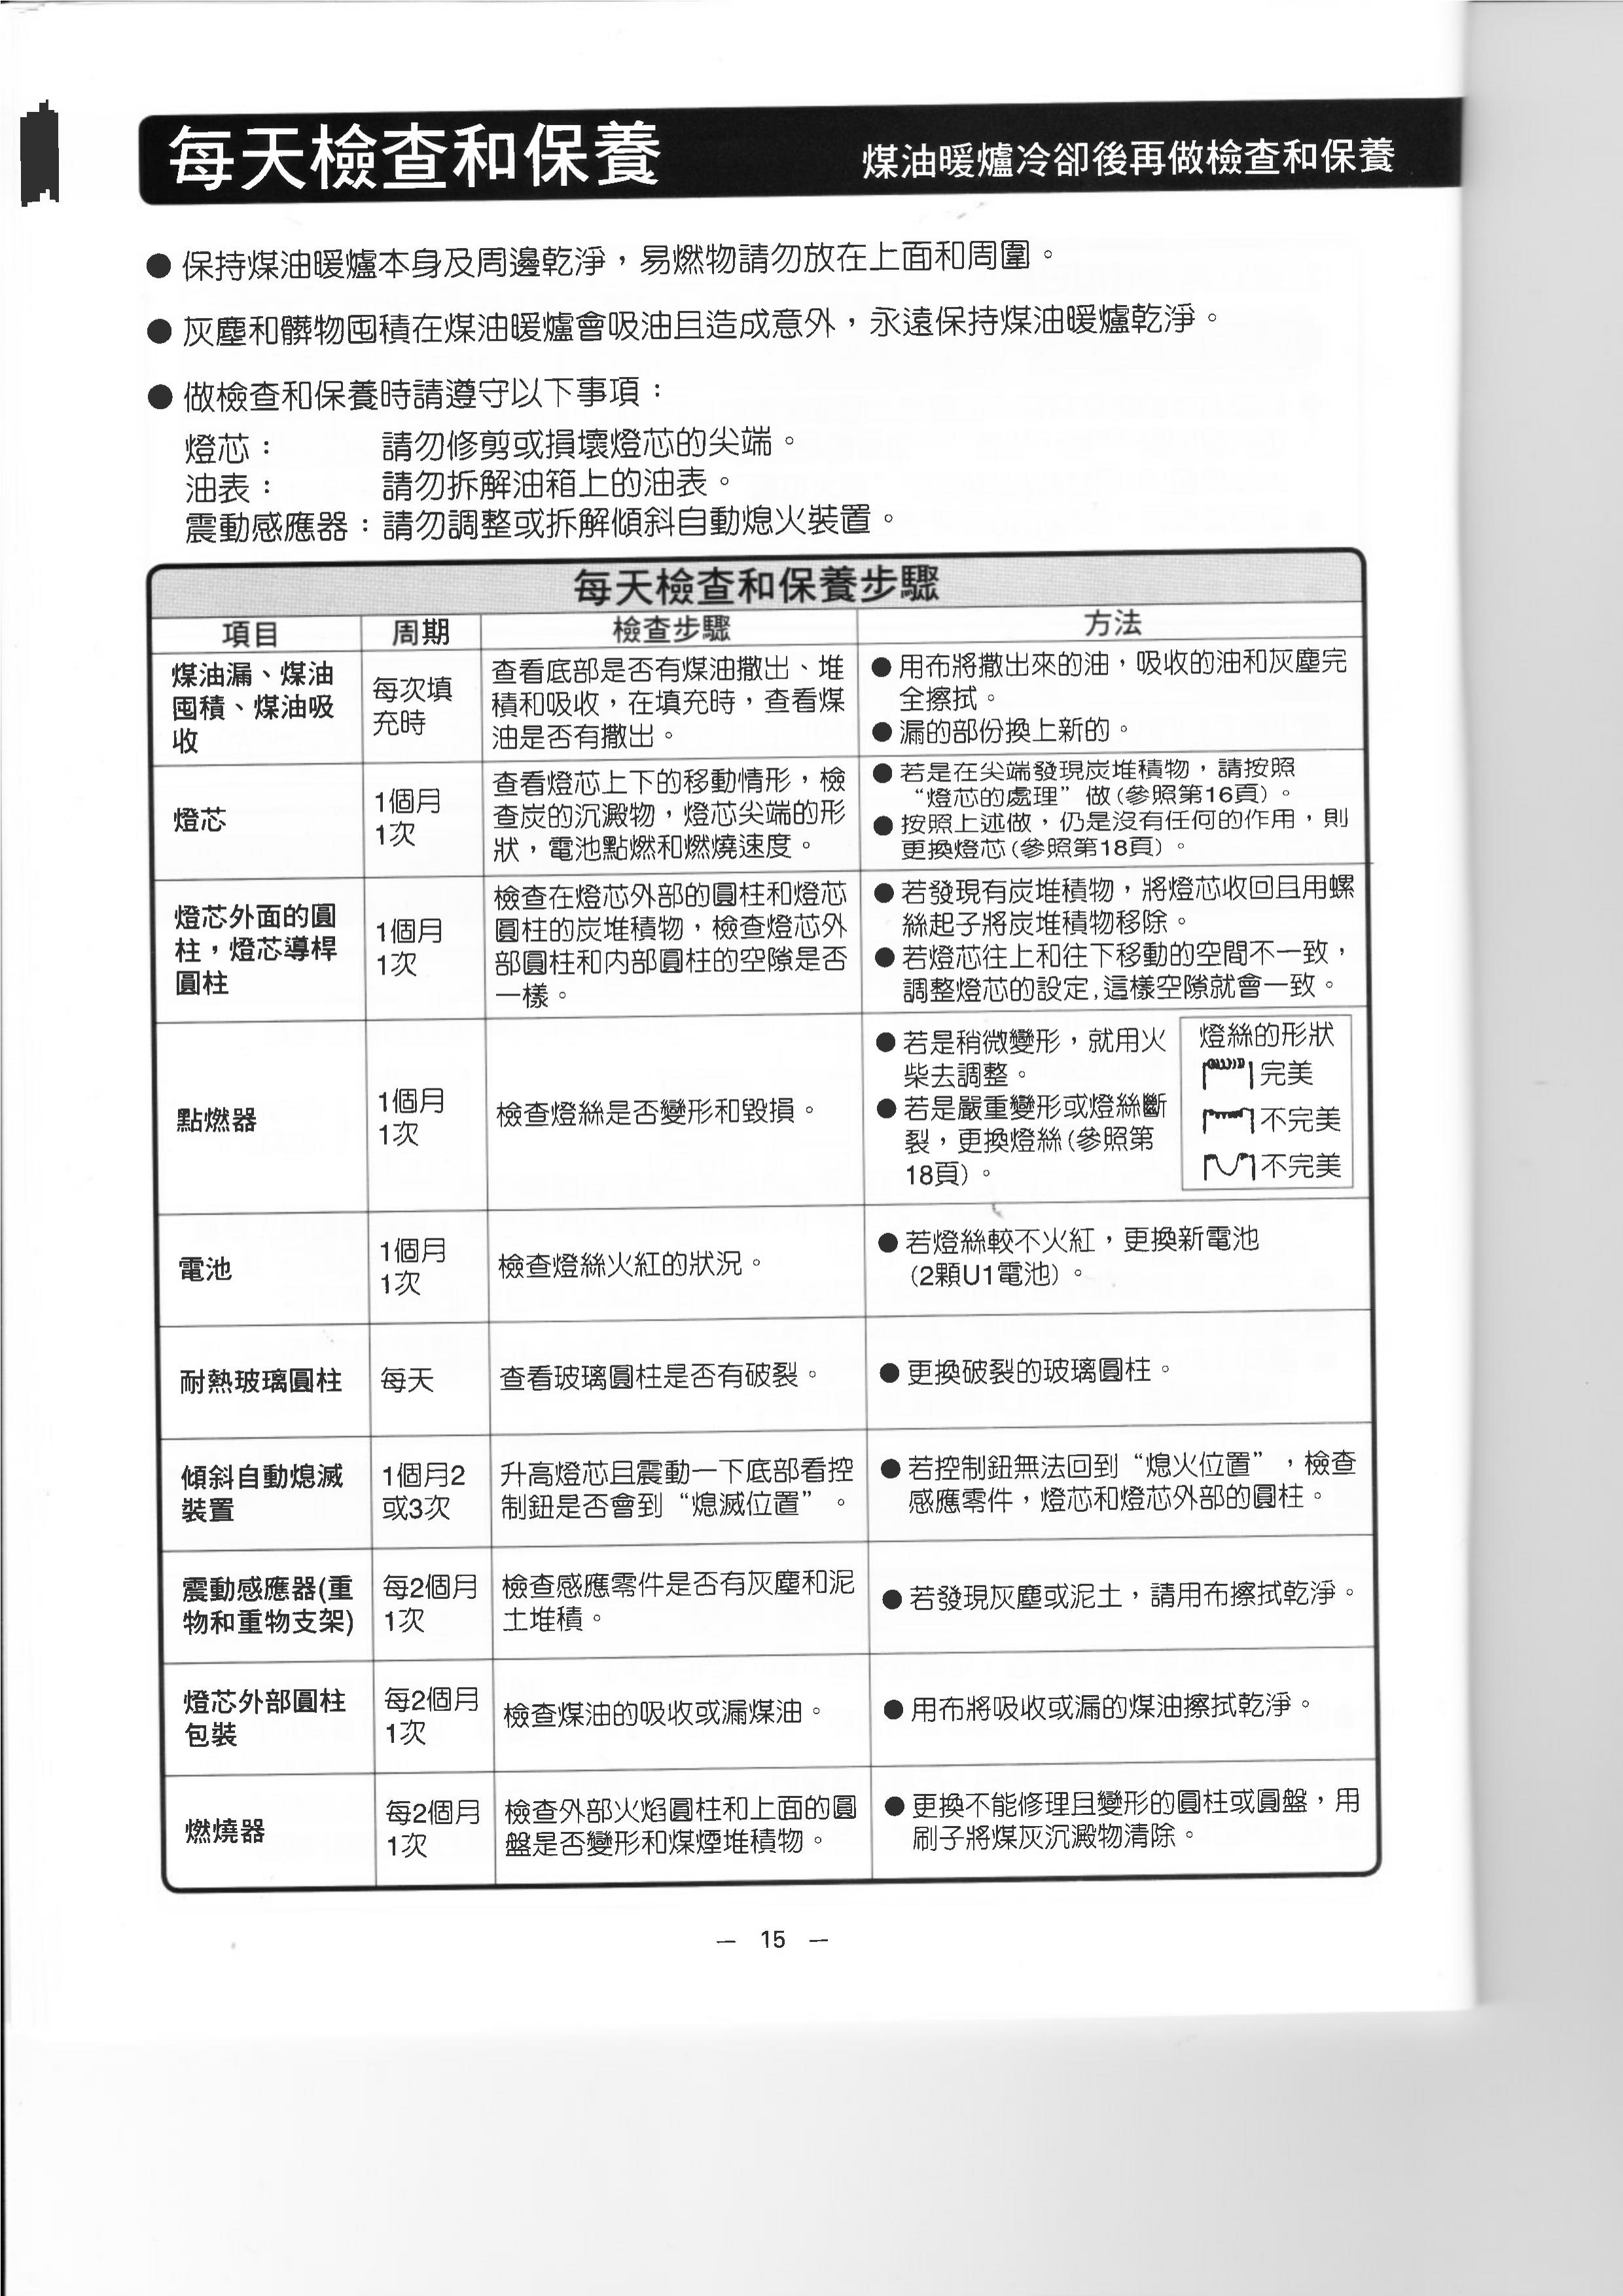 每天檢查和保養 煤油暖爐冷卻後再做檢查和保養
● 保持煤油暖爐本身及周邊乾淨，易燃物請勿放在上面和周圍。
● 灰塵和髒物囤積在煤油暖爐會吸油且造成意外，永遠保持煤油暖爐乾淨。
● 做檢查和保養時請遵守以下事項：
燈芯： 請勿修剪或損壞燈芯的尖端。
油表： 請勿拆解油箱上的油表。
震動感應器：請勿調整或拆解傾斜自動熄火裝置。
每天檢查和保養步驟
項目 周期 檢查步驟 方法
煤油漏、煤油
囤積、煤油吸
收
每次填
充時
查看底部是否有煤油撒出、堆
積和吸收，在填充時，查看煤
油是否有撒出。
● 用布將撒出來的油，吸收的油和灰塵完
全擦拭。
● 漏的部份換上新的。
燈芯
1個月
1次
查看燈芯上下的移動情形，檢
查炭的沉澱物，燈芯尖端的形
狀，電池點燃和燃燒速度。
● 若是在尖端發現炭堆積物，請按照
“燈芯的處理”做(參照第16頁)。
● 按照上述做，仍是沒有任何的作用，則
更換燈芯(參照第18頁)。
燈芯外面的圓
柱，燈芯導桿
圓柱
1個月
1次
檢查在燈芯外部的圓柱和燈芯
圓柱的炭堆積物，檢查燈芯外
部圓柱和內部圓柱的空隙是否
一樣。
● 若發現有炭堆積物，將燈芯收回且用螺
絲起子將炭堆積物移除。
● 若燈芯往上和往下移動的空間不一致，
調整燈芯的設定,這樣空隙就會一致。
點燃器
1個月
1次
檢查燈絲是否變形和毀損。
● 若是稍微變形，就用火
柴去調整。
● 若是嚴重變形或燈絲斷
裂，更換燈絲(參照第
18頁)。
燈絲的形狀
完美
不完美
不完美
電池
1個月
1次
檢查燈絲火紅的狀況。
● 若燈絲較不火紅，更換新電池
(2顆U1電池)。
耐熱玻璃圓柱
每天
查看玻璃圓柱是否有破裂。
● 更換破裂的玻璃圓柱。
傾斜自動熄滅
裝置
1個月2
或3次
升高燈芯且震動一下底部看控
制鈕是否會到“熄滅位置”。
● 若控制鈕無法回到“熄火位置”，檢查
感應零件，燈芯和燈芯外部的圓柱。
震動感應器(重
物和重物支架)
每2個月
1次
檢查感應零件是否有灰塵和泥
土堆積。
● 若發現灰塵或泥土，請用布擦拭乾淨。
燈芯外部圓柱
包裝
每2個月
1次
檢查煤油的吸收或漏煤油。
● 用布將吸收或漏的煤油擦拭乾淨。
燃燒器
每2個月
1次
檢查外部火焰圓柱和上面的圓
盤是否變形和煤煙堆積物。
● 更換不能修理且變形的圓柱或圓盤，用
刷子將煤灰沉澱物清除。
— 15 —